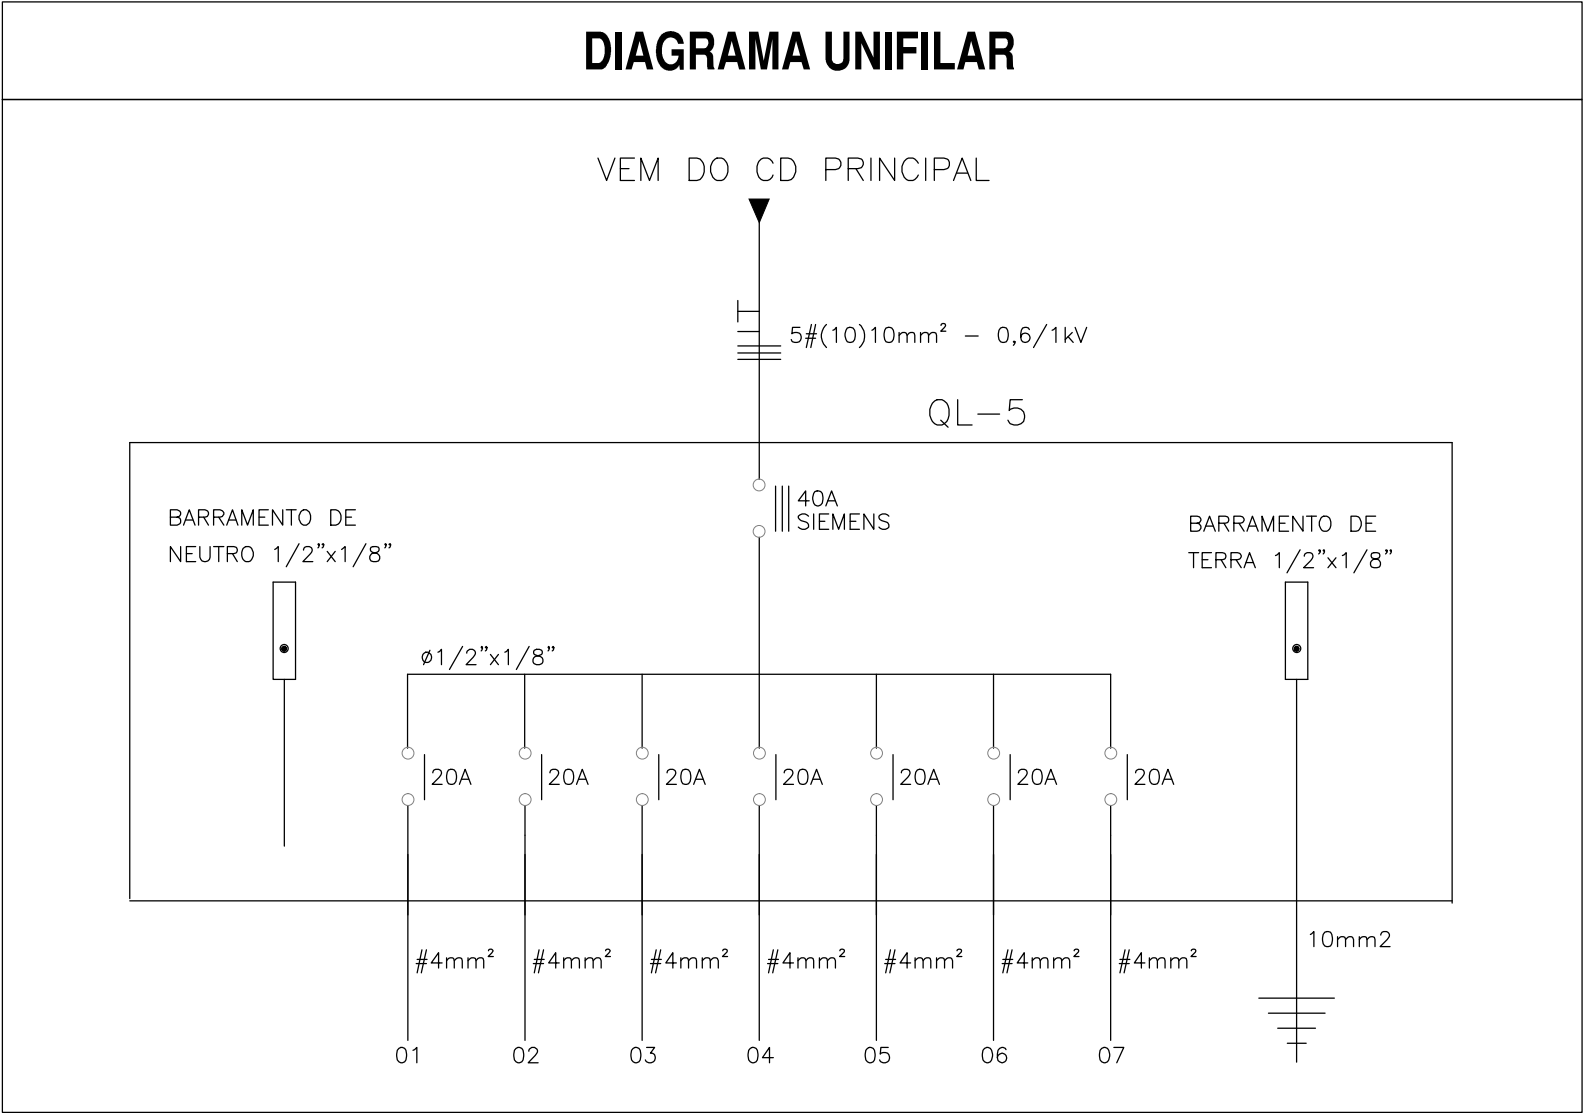 DIAGRAMA UNIFILAR
VEM DO CD PRINCIPAL
5#(10)10mm² – 0,6/1kV
QL–5
40A
SIEMENS
BARRAMENTO DE
NEUTRO 1/2”x1/8”
BARRAMENTO DE
TERRA 1/2”x1/8”
ø1/2”x1/8”
20A 20A 20A 20A 20A 20A 20A
10mm2
#4mm² #4mm² #4mm² #4mm² #4mm² #4mm² #4mm²
01 02 03 04 05 06 07